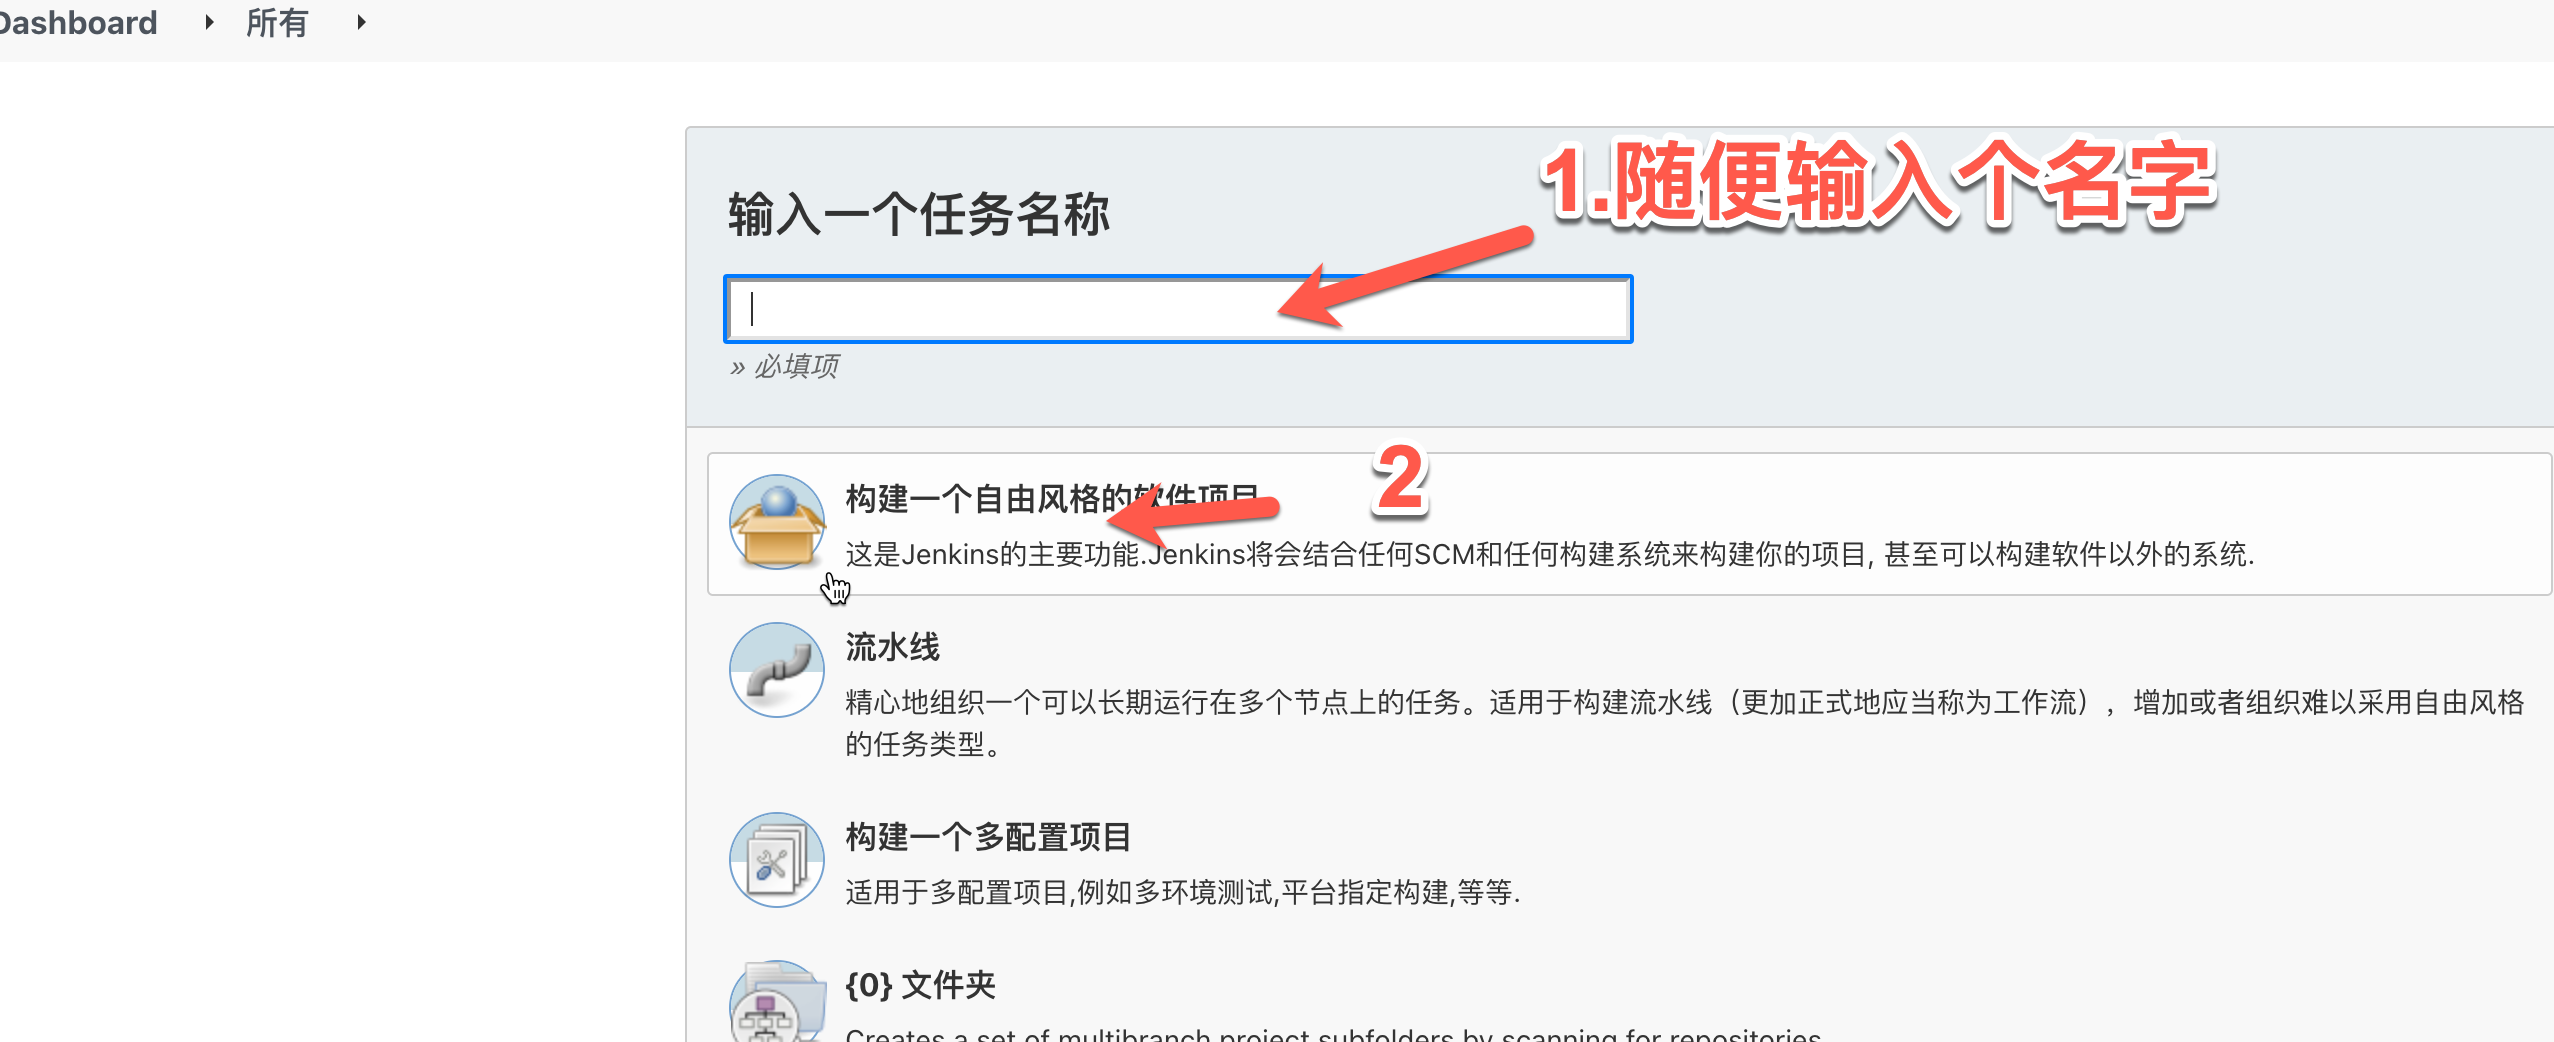 Dashboard
所有
1.随便输入个名字
输入一个任务名称
» 必填项
2
构建一个自由风格的软件项目
这是Jenkins的主要功能.Jenkins将会结合任何SCM和任何构建系统来构建你的项目, 甚至可以构建软件以外的系统.
流水线
精心地组织一个可以长期运行在多个节点上的任务。适用于构建流水线（更加正式地应当称为工作流），增加或者组织难以采用自由风格
的任务类型。
构建一个多配置项目
适用于多配置项目,例如多环境测试,平台指定构建,等等.
{0} 文件夹
Creates a set of multibranch project subfolders by scanning for repositories